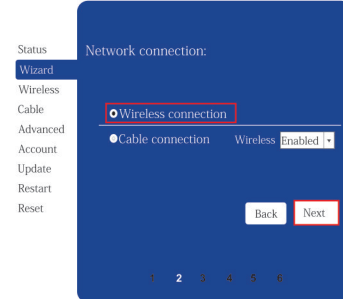 Status
Network connection:
Wizard
Wireless
Cable
Wireless connection
Advanced
Cable connection Wireless Enabled
Account
Update
Restart
Reset
Back Next
1 2 3 4 5 6